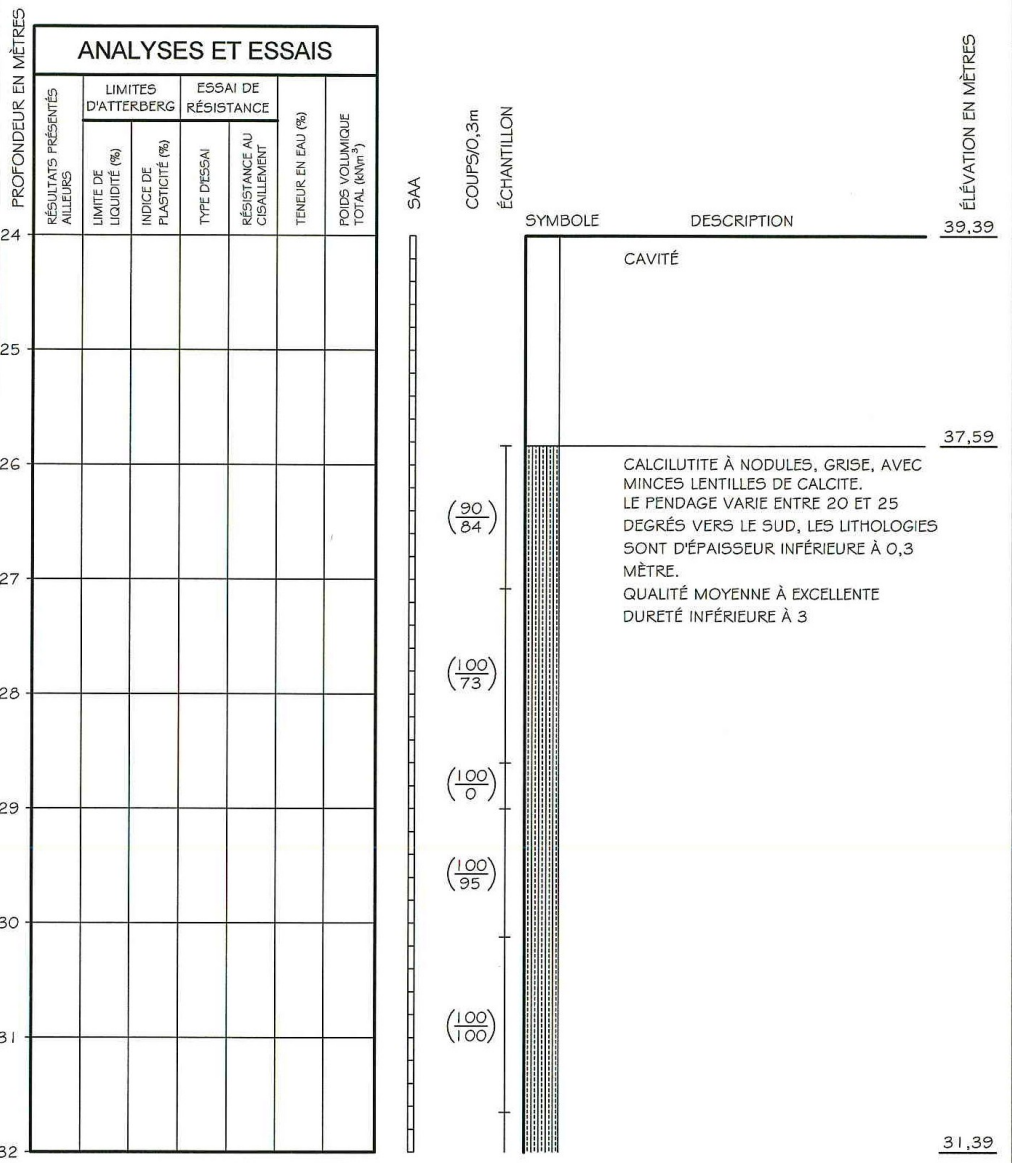 PROFONDEUR EN MÈTRES
ANALYSES ET ESSAIS
RÉSULTATS PRÉSENTÉS
AILLEURS
LIMITES
D'ATTERBERG
LIMITE DE
LIQUIDITÉ (%)
INDICE DE
PLASTICITÉ (%)
ESSAI DE
RÉSISTANCE
TYPE D'ESSAI
RÉSISTANCE AU
CISAILLEMENT
TENEUR EN EAU (%)
POIDS VOLUMIQUE
TOTAL (kN\m³)
SAA
COUPS/0,3m
ÉCHANTILLON
SYMBOLE DESCRIPTION
ÉLÉVATION EN MÈTRES
24
39,39
CAVITÉ
25
37,59
26
CALCILUTITE À NODULES, GRISE, AVEC
MINCES LENTILLES DE CALCITE.
LE PENDAGE VARIE ENTRE 20 ET 25
DEGRÉS VERS LE SUD, LES LITHOLOGIES
SONT D'ÉPAISSEUR INFÉRIEURE À 0,3
MÈTRE.
QUALITÉ MOYENNE À EXCELLENTE
DURETÉ INFÉRIEURE À 3
(90
84)
27
(100
73)
28
(100
0)
29
(100
95)
30
(100
100)
31
32
31,39